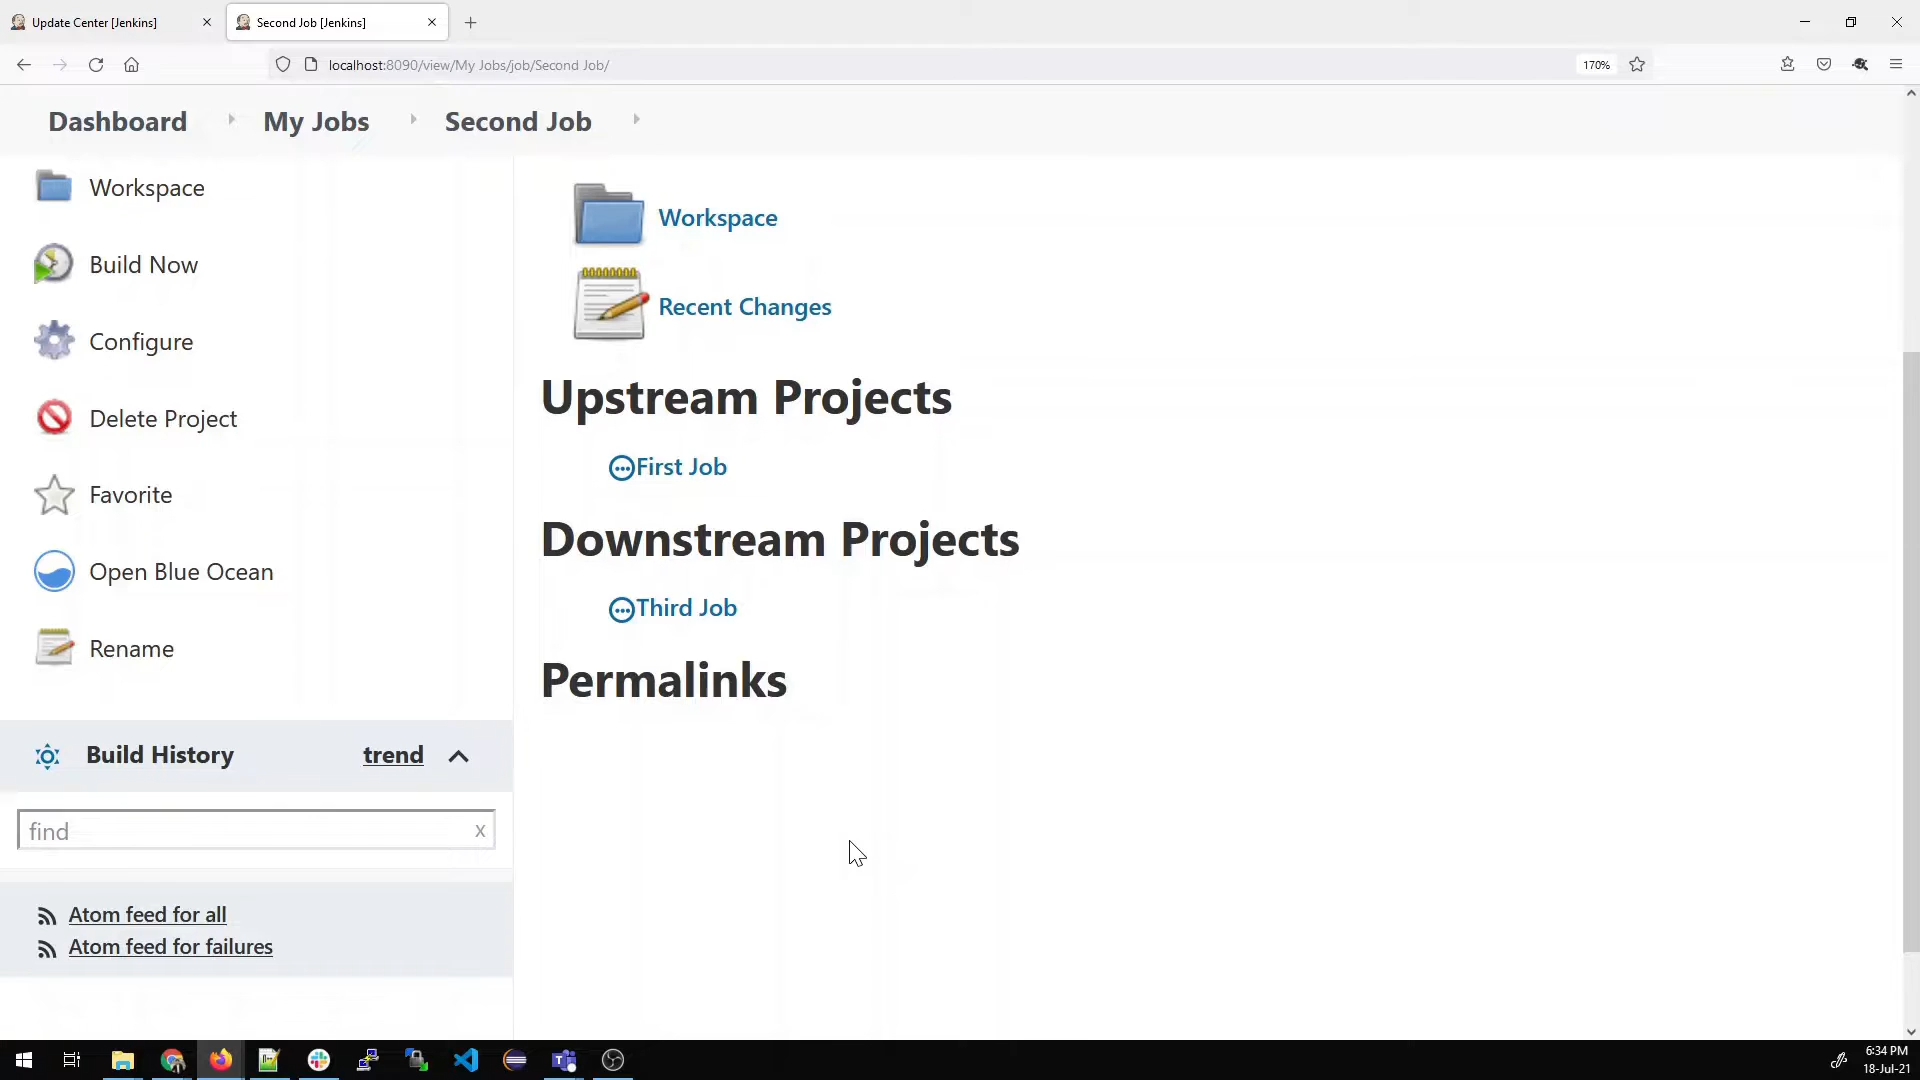 Update Center [Jenkins]
Second Job [Jenkins]
localhost:8090/view/My Jobs/job/Second Job/
170%
Dashboard
My Jobs
Second Job
Workspace
Build Now
Configure
Delete Project
Favorite
Open Blue Ocean
Rename
Build History
trend
find
x
Atom feed for all
Atom feed for failures
Workspace
Recent Changes
Upstream Projects
First Job
Downstream Projects
Third Job
Permalinks
6:34 PM
18-Jul-21